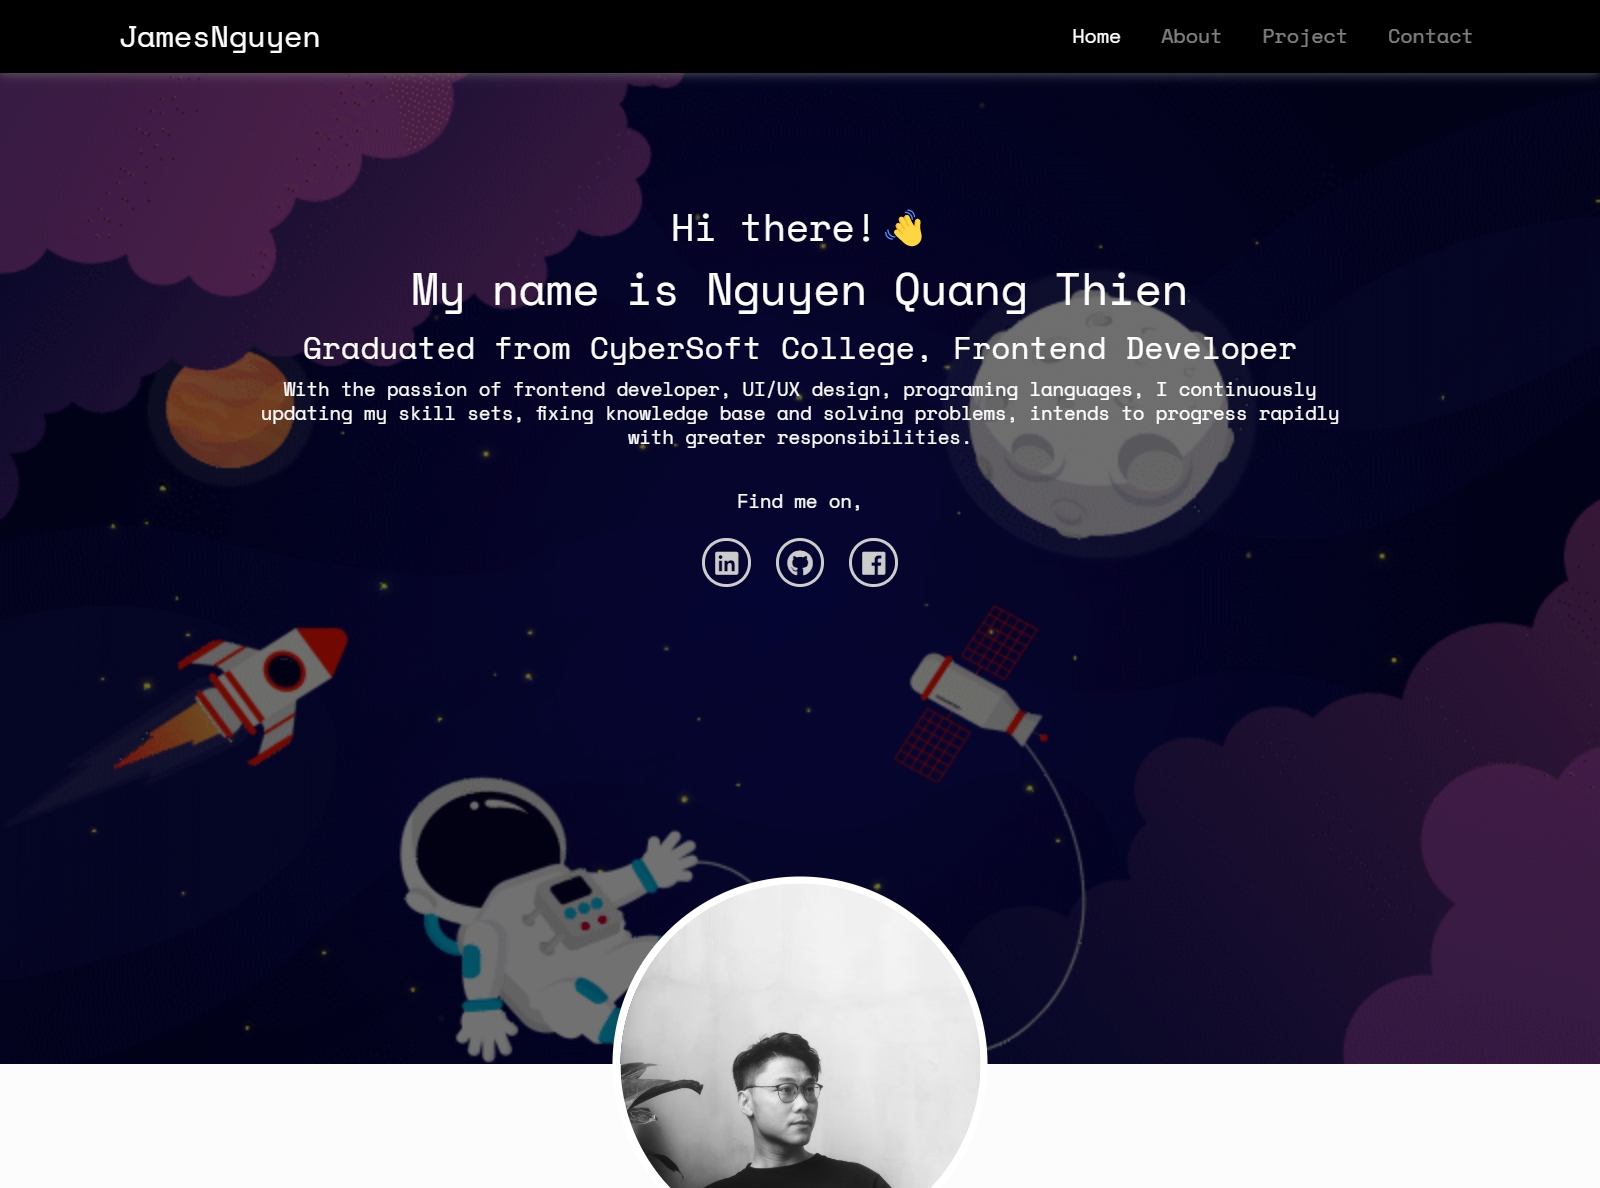 JamesNguyen
Home About Project Contact
Hi there!
My name is Nguyen Quang Thien
Graduated from CyberSoft College, Frontend Developer
With the passion of frontend developer, UI/UX design, programing languages, I continuously
updating my skill sets, fixing knowledge base and solving problems, intends to progress rapidly
with greater responsibilities.
Find me on,